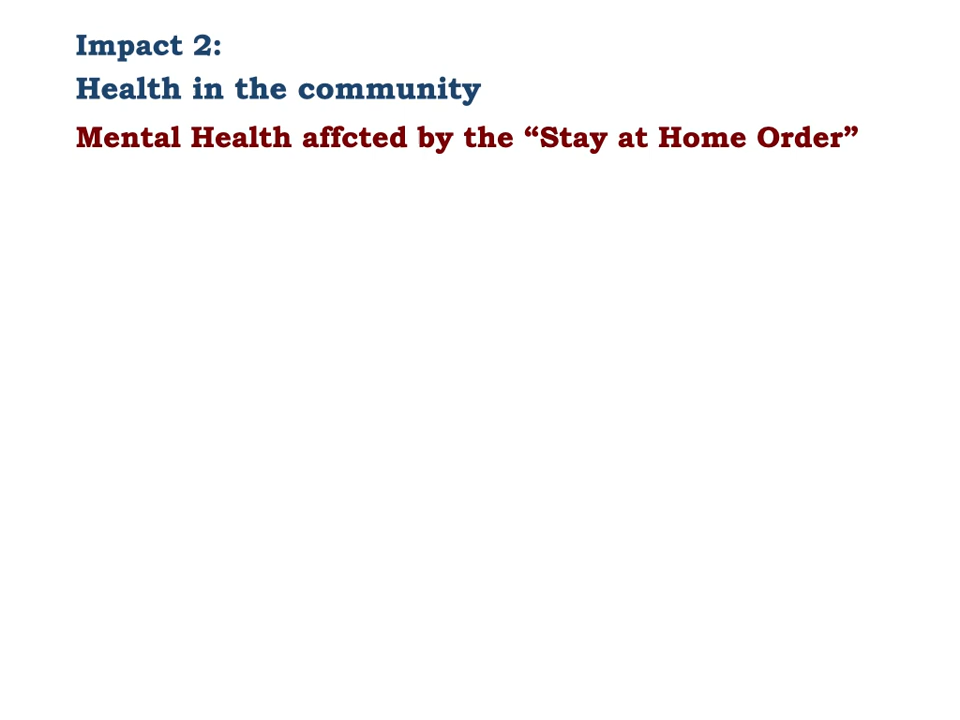 Impact 2:
Health in the community
Mental Health affcted by the “Stay at Home Order”